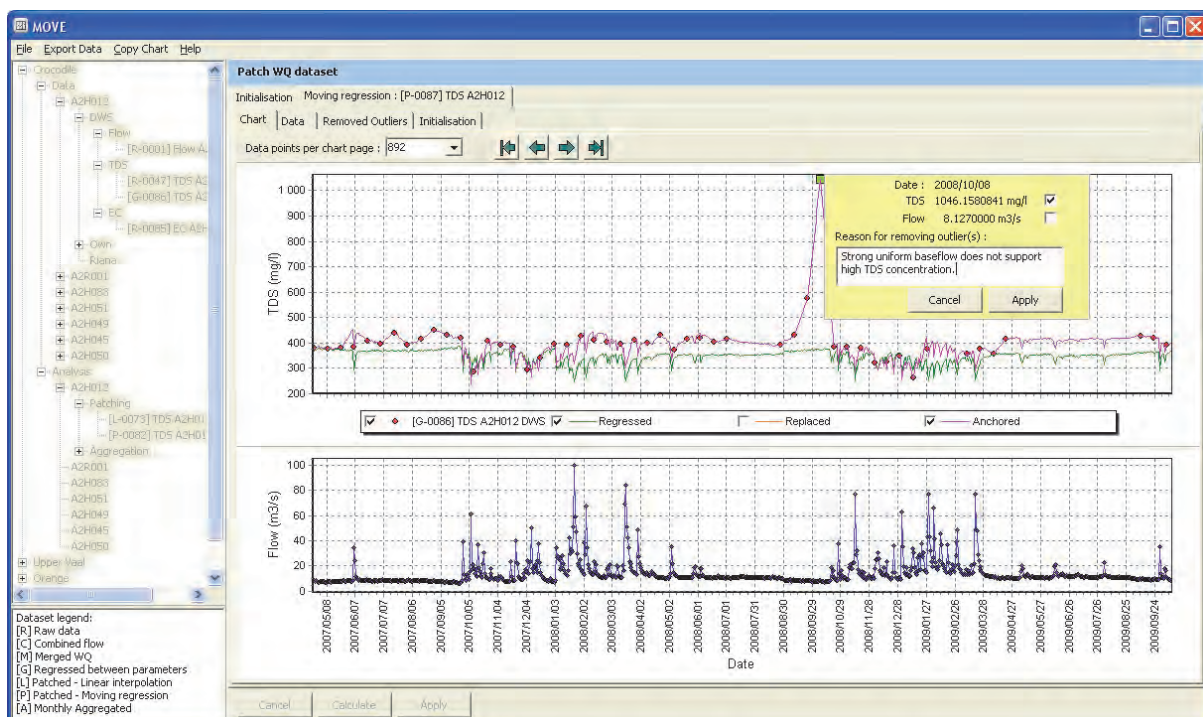 MOVE
File Export Data Copy Chart Help
Crocodile
Data
A2H012
DWS
Flow
[R-0001] Flow A
TDS
[R-0047] TDS A2
[G-0086] TDS A2
EC
[R-0085] EC A2H
Own
Riana
A2R001
A2H083
A2H051
A2H049
A2H045
A2H050
Analysis
A2H012
Patching
[L-0073] TDS A2H01
[P-0082] TDS A2H01
Aggregation
A2R001
A2H083
A2H051
A2H049
A2H045
A2H050
Upper Vaal
Orange
Dataset legend:
[R] Raw data
[C] Combined flow
[M] Merged WQ
[G] Regressed between parameters
[L] Patched - Linear interpolation
[P] Patched - Moving regression
[A] Monthly Aggregated
Patch WQ dataset
Initialisation Moving regression : [P-0087] TDS A2H012
Chart Data Removed Outliers Initialisation
Data points per chart page : 892
TDS (mg/l)
1 000
900
800
700
600
500
400
300
200
Date : 2008/10/08
TDS 1046.1580841 mg/l
Flow 8.1270000 m3/s
Reason for removing outlier(s) :
Strong uniform baseflow does not support
high TDS concentration.
Cancel Apply
[G-0086] TDS A2H012 DWS Regressed Replaced Anchored
Flow (m3/s)
100
80
60
40
20
0
2007/05/08
2007/06/07
2007/07/07
2007/08/06
2007/09/05
2007/10/05
2007/11/04
2007/12/04
2008/01/03
2008/02/02
2008/03/03
2008/04/02
2008/05/02
2008/06/01
2008/07/01
2008/07/31
2008/08/30
2008/09/29
2008/10/29
2008/11/28
2008/12/28
2009/01/27
2009/02/26
2009/03/28
2009/04/27
2009/05/27
2009/06/26
2009/07/26
2009/08/25
2009/09/24
Date
Cancel Calculate Apply